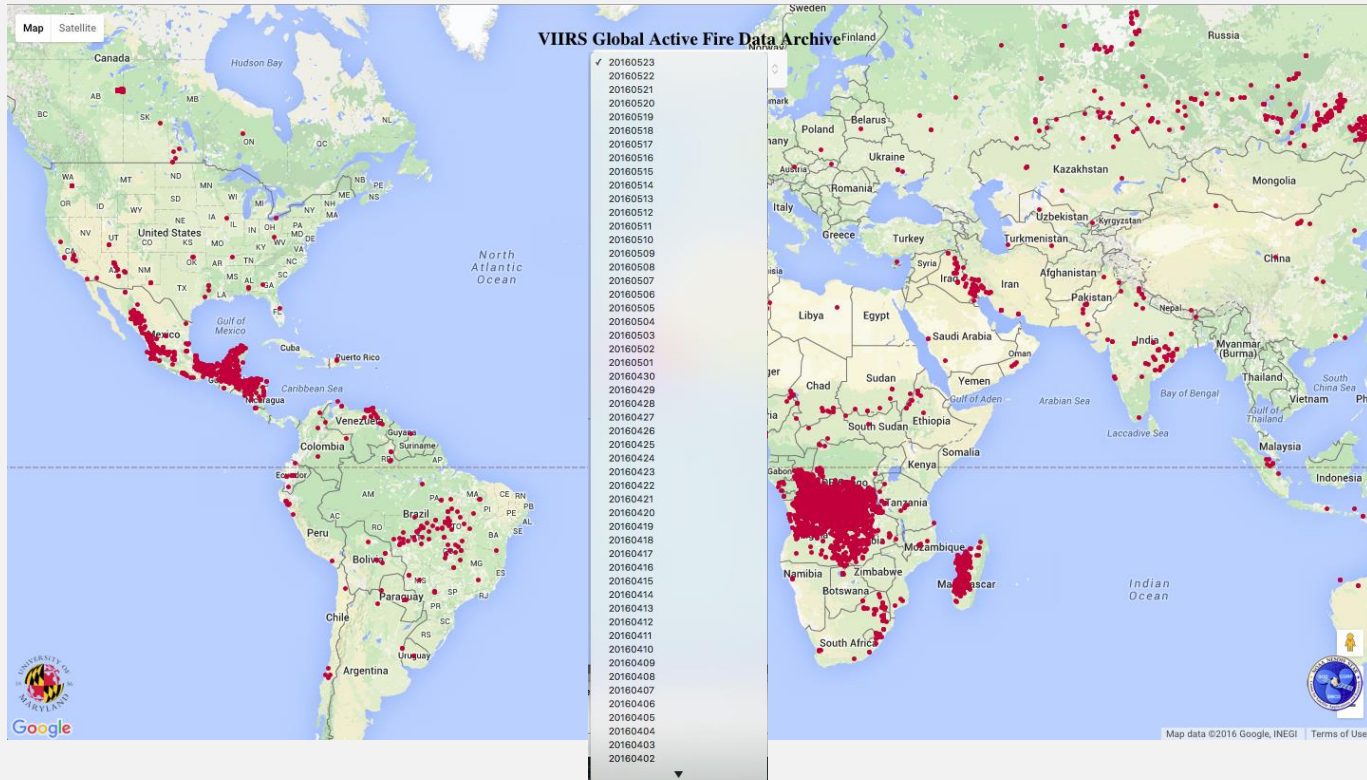 Map Satellite
VIIRS Global Active Fire Data Archive
✓ 20160523
20160522
20160521
20160520
20160519
20160518
20160517
20160516
20160515
20160514
20160513
20160512
20160511
20160510
20160509
20160508
20160507
20160506
20160505
20160504
20160503
20160502
20160501
20160430
20160429
20160428
20160427
20160426
20160425
20160424
20160423
20160422
20160421
20160420
20160419
20160418
20160417
20160416
20160415
20160414
20160413
20160412
20160411
20160410
20160409
20160408
20160407
20160406
20160405
20160404
20160403
20160402
Canada
Hudson Bay
AB
MB
BC
SK
ON
QC
NL
NB
PE
NS
WA
MT
ND
MN
OR
ID
WY
SD
WI
MI
NY
NH
MA
NE
IA
IL
IN
OH
PA
MD
DE
NV
UT
CO
KS
MO
KY
WV
VA
United States
CA
NM
OK
AR
TN
NC
SC
TX
LA
MS
AL
GA
North
Atlantic
Ocean
Gulf of
Mexico
Mexico
Cuba
Puerto Rico
Caribbean Sea
Nicaragua
Venezuela
Guyana
Suriname
Colombia
Ecuador
RR
AP
AM
PA
MA
CE
RN
PI
PB
PE
AL
SE
BA
AC
RO
TO
Brazil
Peru
Bolivia
MG
ES
MS
SP
RJ
Paraguay
PR
SC
RS
Chile
Uruguay
Argentina
Sweden
Finland
Norway
Russia
Belarus
Poland
Ukraine
Austria
Romania
Italy
Greece
Turkey
Kazakhstan
Mongolia
Uzbekistan
Kyrgyzstan
Turkmenistan
Syria
Iraq
Iran
Afghanistan
Pakistan
China
Nepal
India
Myanmar
(Burma)
Libya
Egypt
Saudi Arabia
Oman
Yemen
Gulf of Aden
Arabian Sea
Bay of Bengal
Thailand
Gulf of
Thailand
Vietnam
South
China Sea
Laccadive Sea
Malaysia
Indonesia
Chad
Sudan
South Sudan
Ethiopia
Somalia
Kenya
Gabon
Tanzania
Mozambique
Madagascar
Namibia
Zimbabwe
Botswana
South Africa
Indian
Ocean
UNIVERSITY OF
MARYLAND
Google
Map data ©2016 Google, INEGI Terms of Use